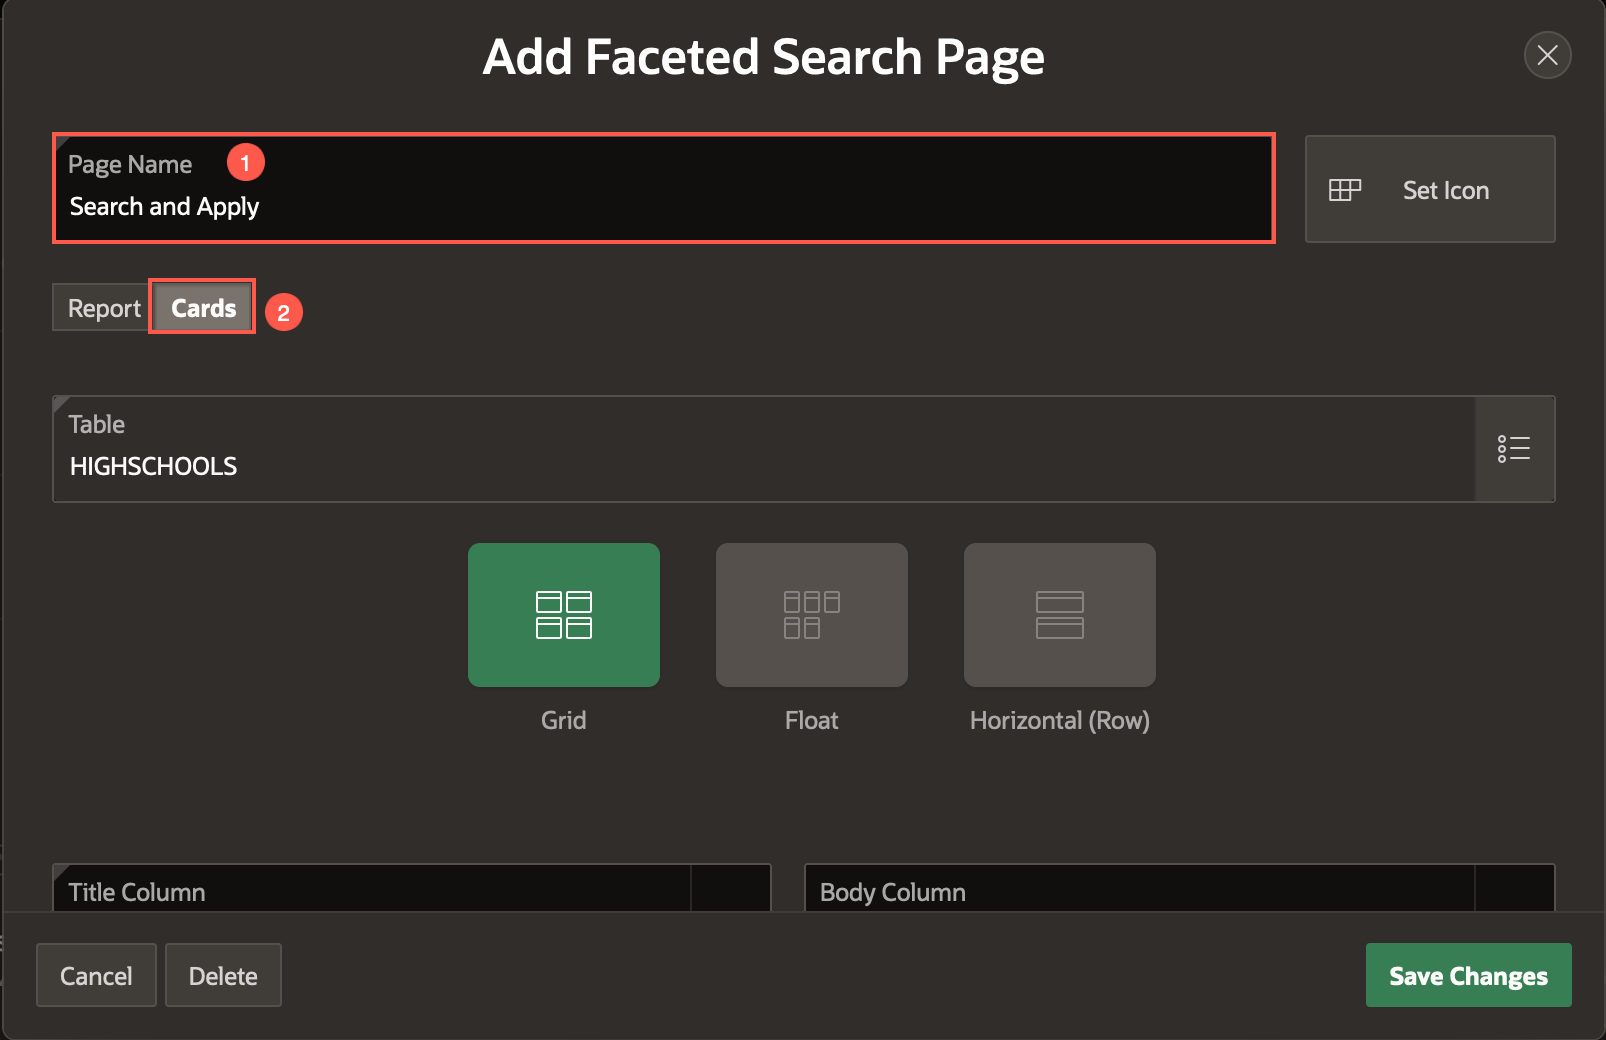 Add Faceted Search Page
Page Name 1
Search and Apply
Set Icon
Report Cards 2
Table
HIGHSCHOOLS
Grid Float Horizontal (Row)
Title Column Body Column
Cancel Delete Save Changes